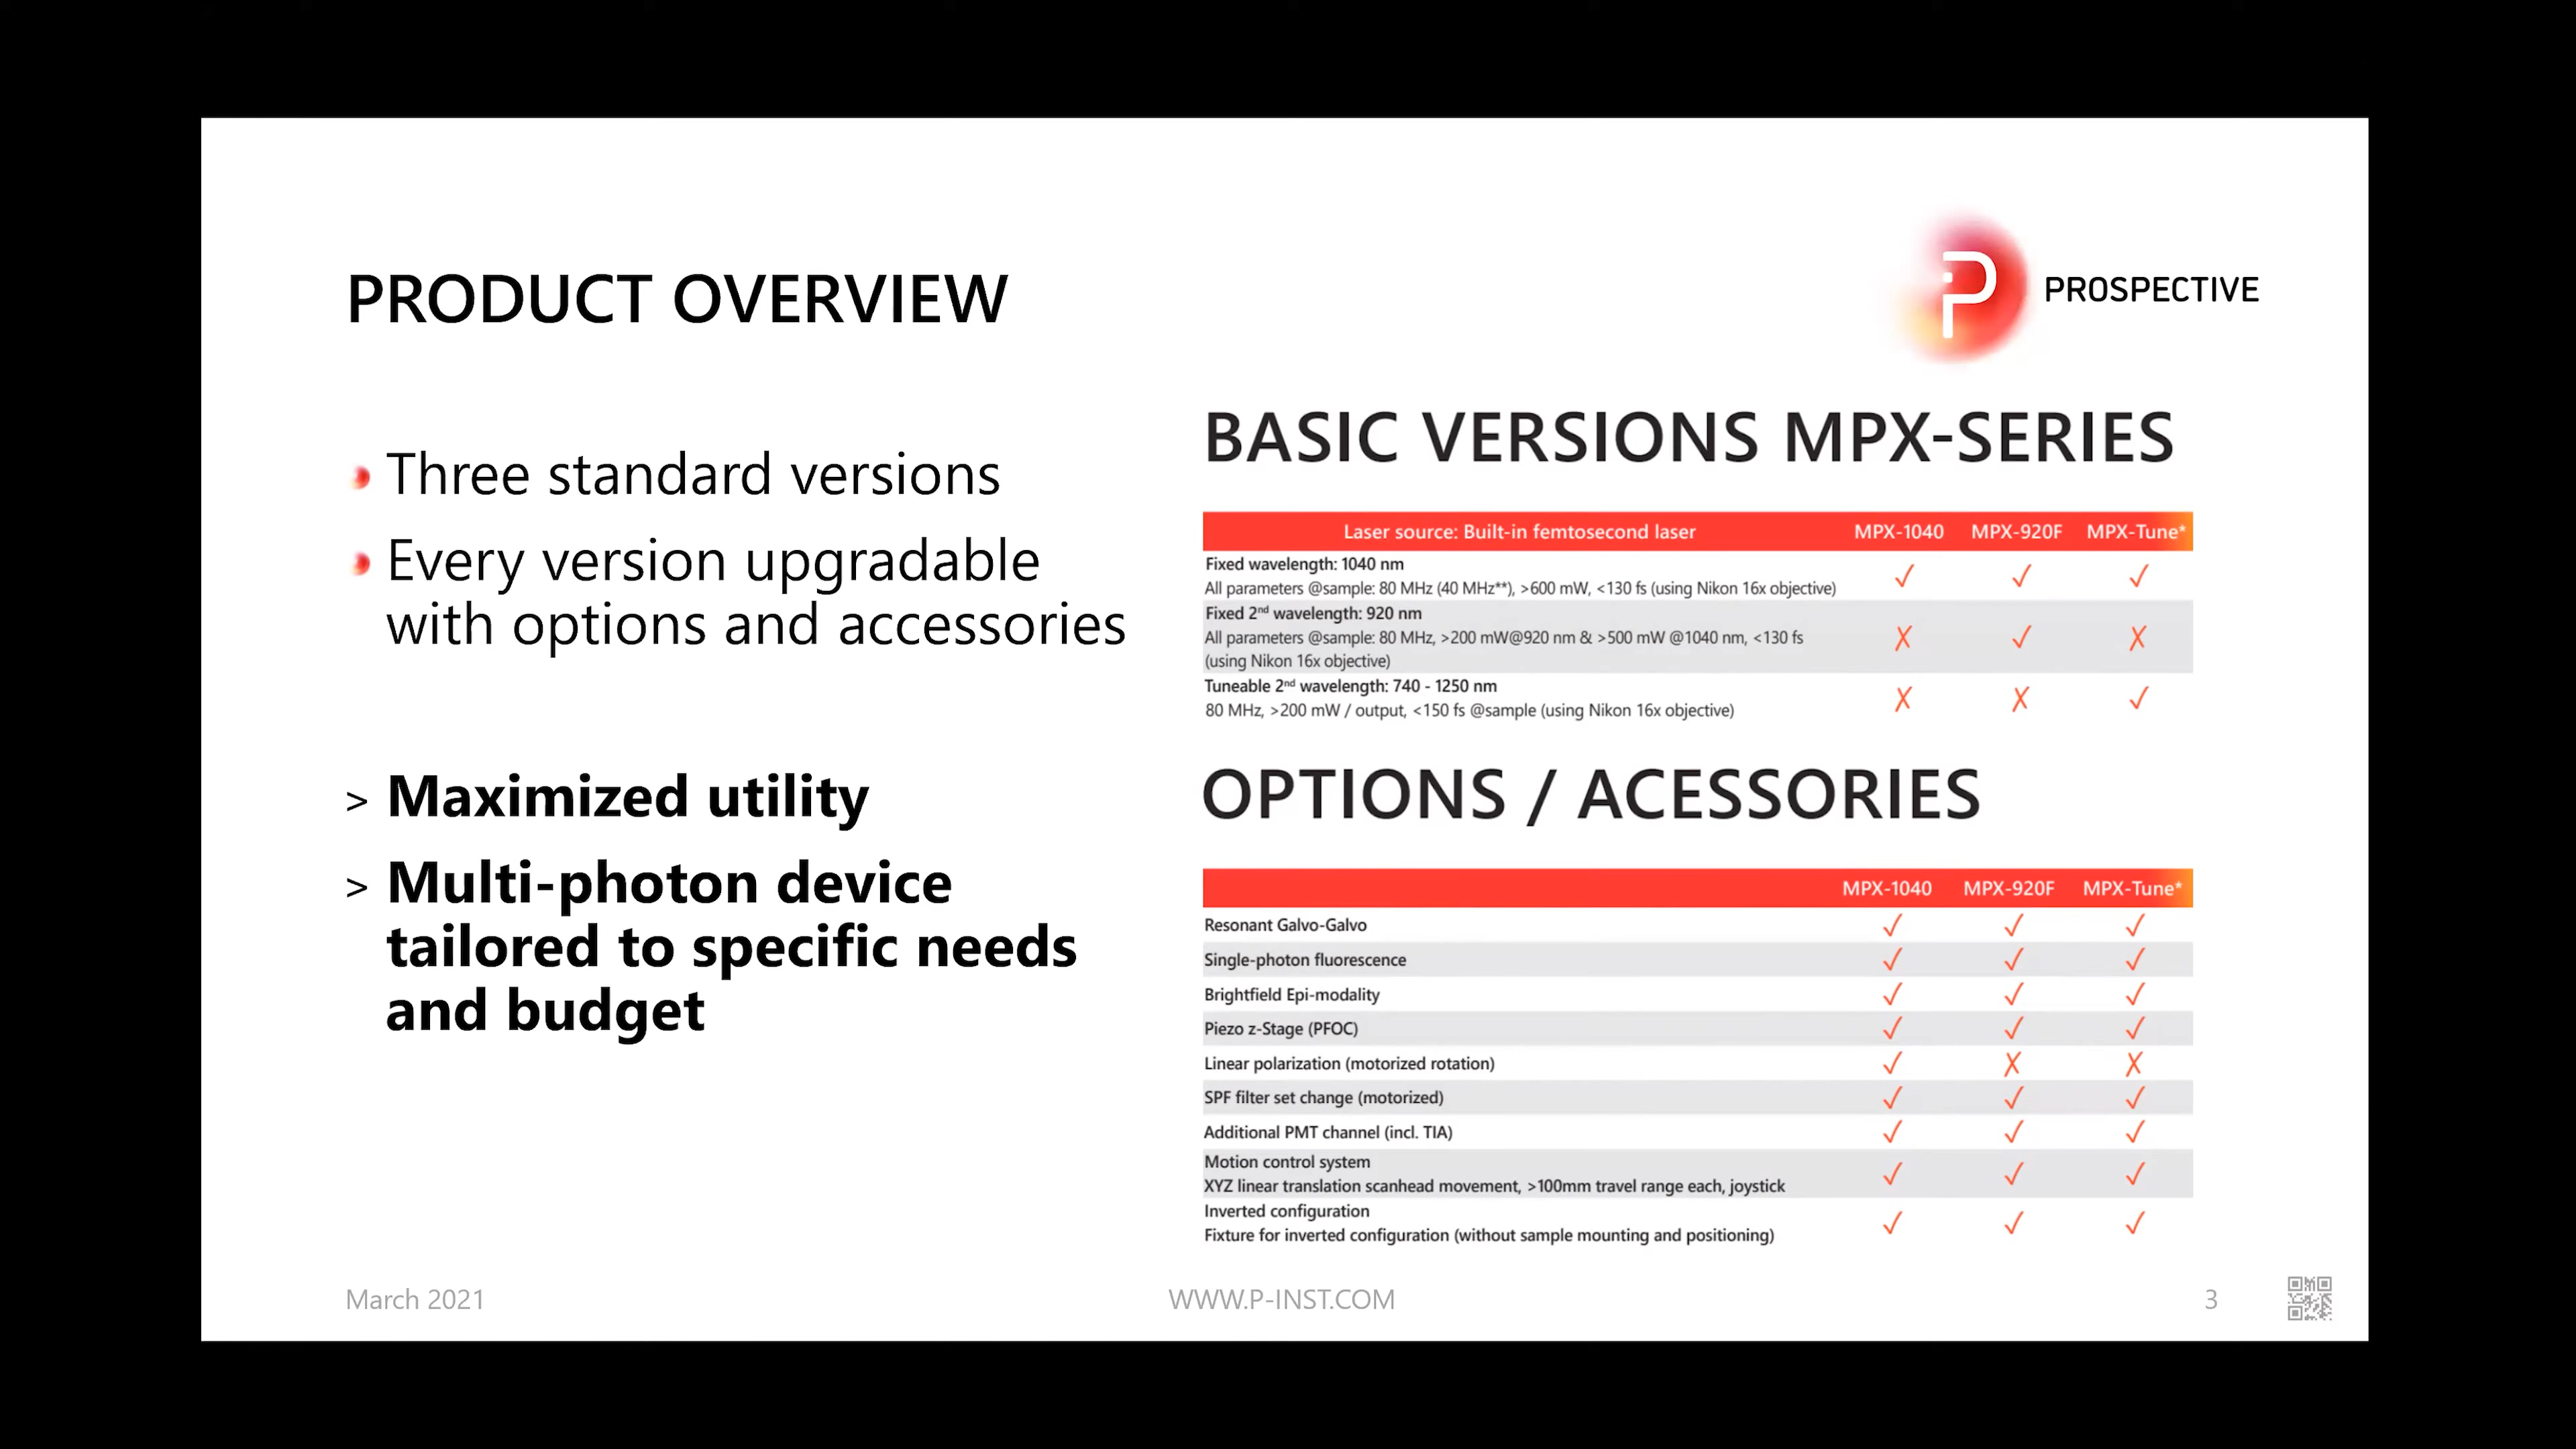 PRODUCT OVERVIEW
PROSPECTIVE
Three standard versions
Every version upgradable
with options and accessories
> Maximized utility
> Multi-photon device
tailored to specific needs
and budget
BASIC VERSIONS MPX-SERIES
Laser source: Built-in femtosecond laser MPX-1040 MPX-920F MPX-Tune*
Fixed wavelength: 1040 nm
All parameters @sample: 80 MHz (40 MHz**), >600 mW, <130 fs (using Nikon 16x objective) ✓ ✓ ✓
Fixed 2nd wavelength: 920 nm
All parameters @sample: 80 MHz, >200 mW@920 nm & >500 mW @1040 nm, <130 fs ✗ ✓ ✗
(using Nikon 16x objective)
Tuneable 2nd wavelength: 740 - 1250 nm
80 MHz, >200 mW / output, <150 fs @sample (using Nikon 16x objective) ✗ ✗ ✓
OPTIONS / ACESSORIES
MPX-1040 MPX-920F MPX-Tune*
Resonant Galvo-Galvo ✓ ✓ ✓
Single-photon fluorescence ✓ ✓ ✓
Brightfield Epi-modality ✓ ✓ ✓
Piezo z-Stage (PFOC) ✓ ✓ ✓
Linear polarization (motorized rotation) ✓ ✗ ✗
SPF filter set change (motorized) ✓ ✓ ✓
Additional PMT channel (incl. TIA) ✓ ✓ ✓
Motion control system
XYZ linear translation scanhead movement, >100mm travel range each, joystick ✓ ✓ ✓
Inverted configuration
Fixture for inverted configuration (without sample mounting and positioning) ✓ ✓ ✓
March 2021
WWW.P-INST.COM
3